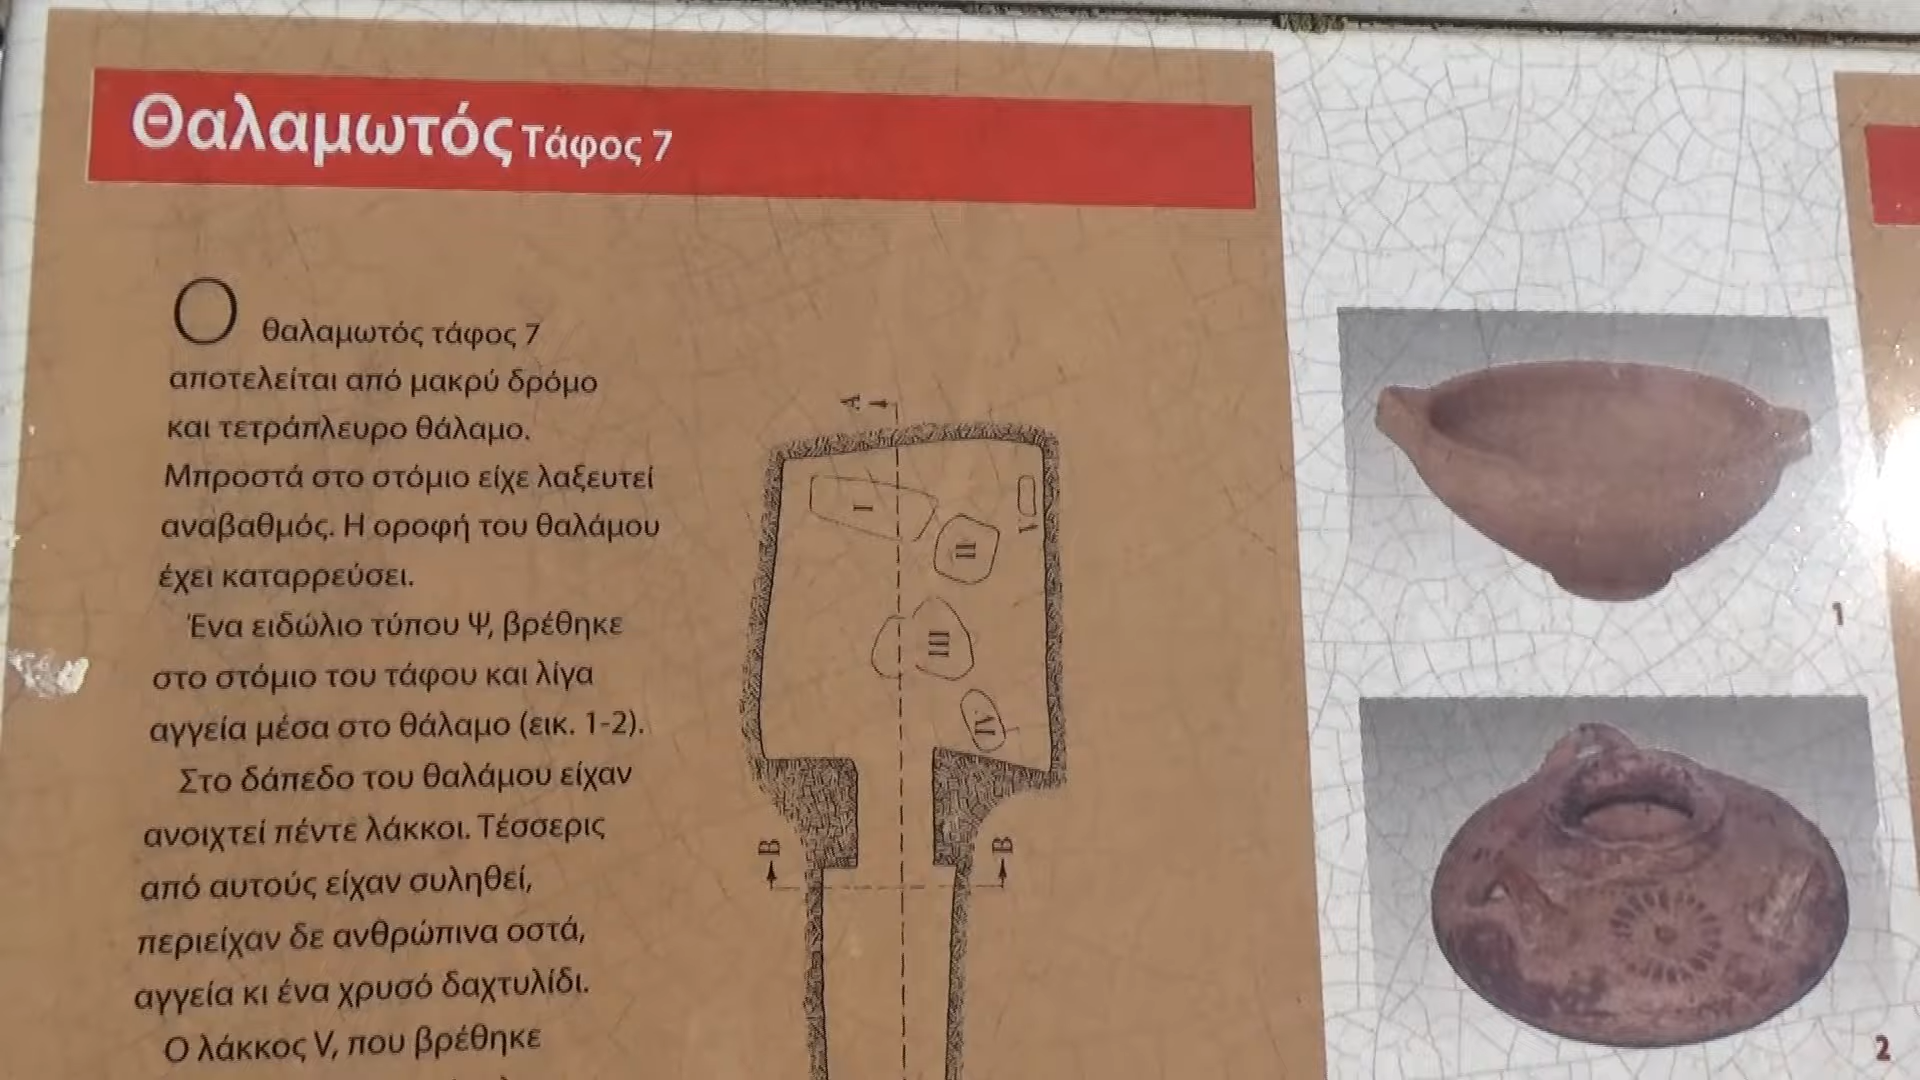 Θαλαμωτός Τάφος 7
Ο θαλαμωτός τάφος 7
αποτελείται από μακρύ δρόμο
και τετράπλευρο θάλαμο.
Μπροστά στο στόμιο είχε λαξευτεί
αναβαθμός. Η οροφή του θαλάμου
έχει καταρρεύσει.
Ένα ειδώλιο τύπου Ψ, βρέθηκε
στο στόμιο του τάφου και λίγα
αγγεία μέσα στο θάλαμο (εικ. 1-2).
Στο δάπεδο του θαλάμου είχαν
ανοιχτεί πέντε λάκκοι. Τέσσερις
από αυτούς είχαν συληθεί,
περιείχαν δε ανθρώπινα οστά,
αγγεία κι ένα χρυσό δαχτυλίδι.
Ο λάκκος V, που βρέθηκε
A
I
V
II
III
IV
B
B
1
2